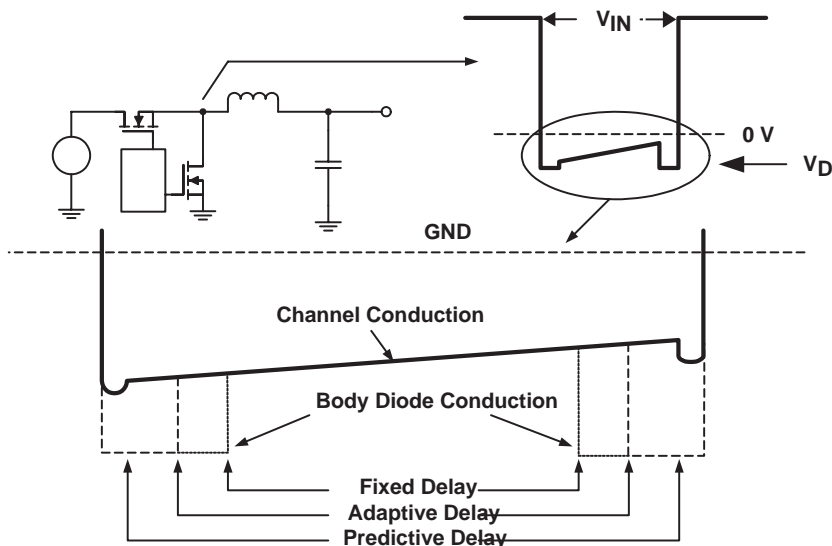 VIN
0 V
VD
GND
Channel Conduction
Body Diode Conduction
Fixed Delay
Adaptive Delay
Predictive Delay